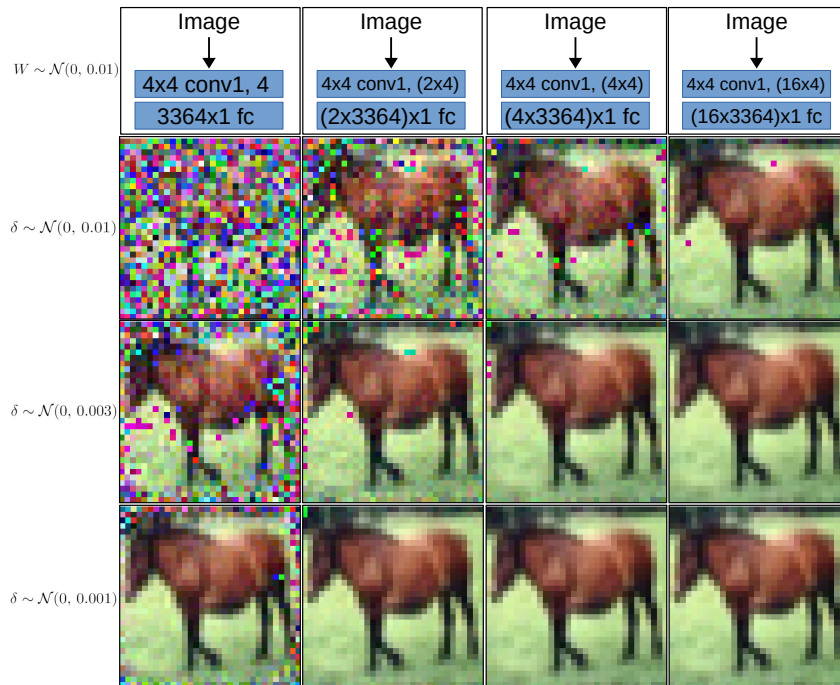 Image Image Image Image
W ∼ N(0, 0.01)
4x4 conv1, 4 4x4 conv1, (2x4) 4x4 conv1, (4x4) 4x4 conv1, (16x4)
3364x1 fc (2x3364)x1 fc (4x3364)x1 fc (16x3364)x1 fc
δ ∼ N(0, 0.01)
δ ∼ N(0, 0.003)
δ ∼ N(0, 0.001)